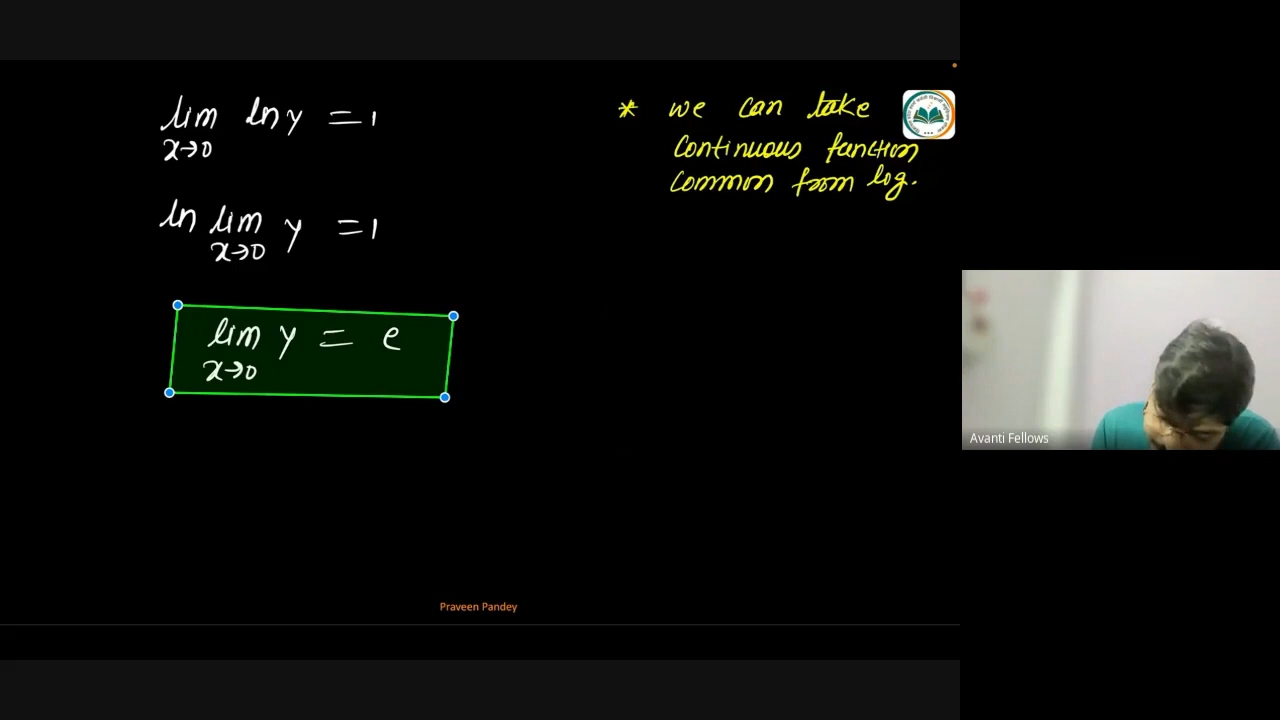 lim ln y = 1
x→0
ln lim y = 1
x→0
lim y = e
x→0
* we can take
continuous function
common from log.
Avanti Fellows
Praveen Pandey